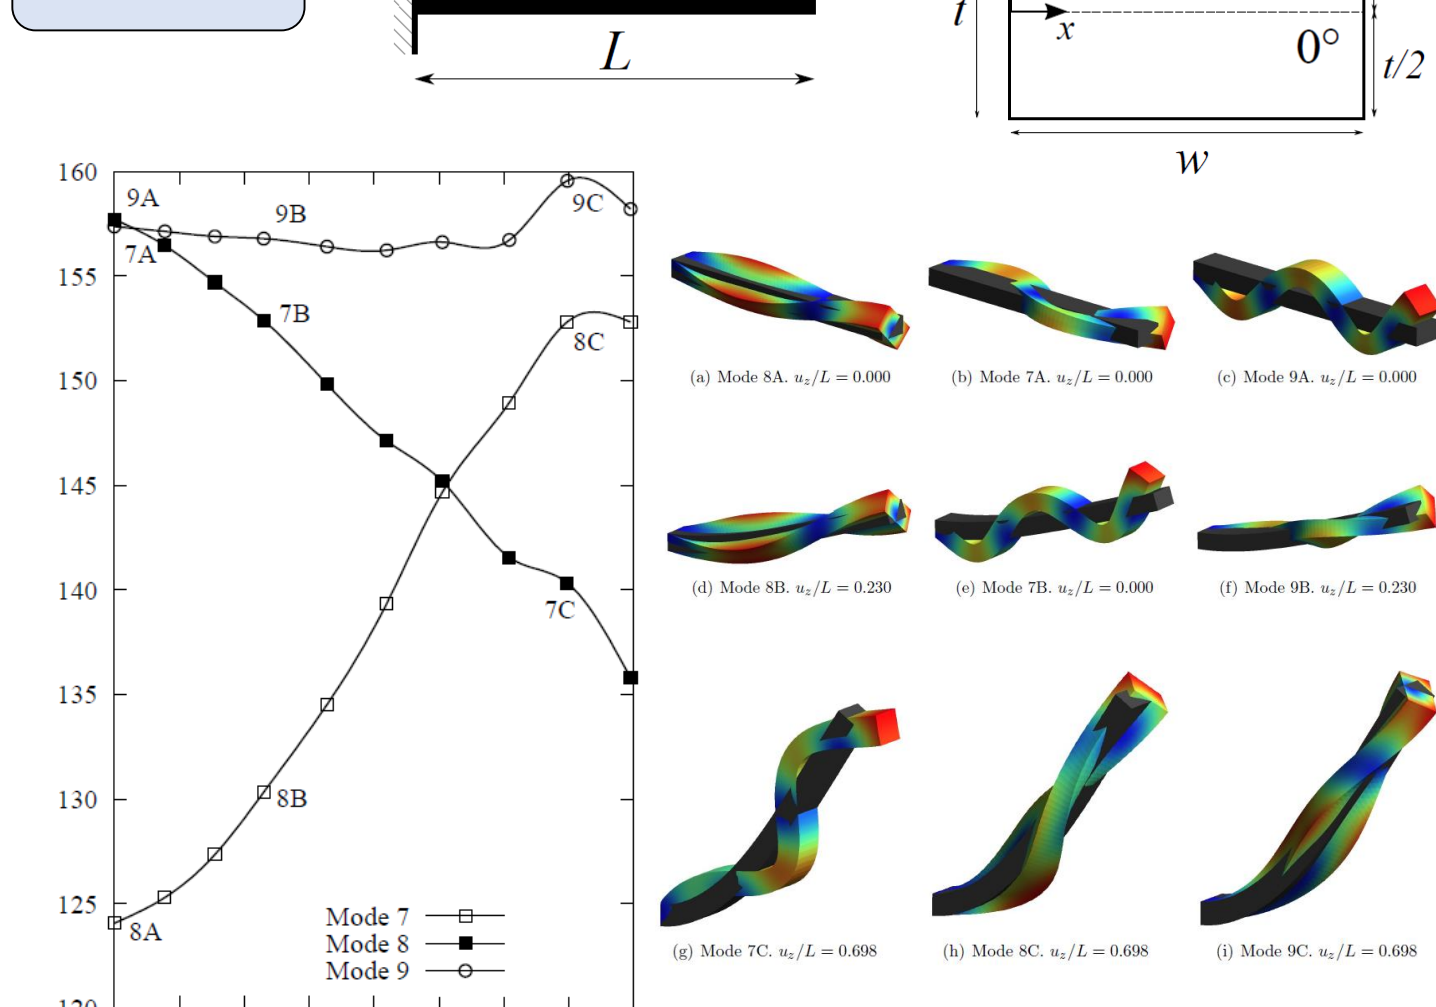 L
t
x
0°
t/2
w
160
155
150
145
140
135
130
125
9A
7A
9B
7B
9C
8C
7C
8B
8A
Mode 7
Mode 8
Mode 9
(a) Mode 8A. u_z/L = 0.000
(b) Mode 7A. u_z/L = 0.000
(c) Mode 9A. u_z/L = 0.000
(d) Mode 8B. u_z/L = 0.230
(e) Mode 7B. u_z/L = 0.000
(f) Mode 9B. u_z/L = 0.230
(g) Mode 7C. u_z/L = 0.698
(h) Mode 8C. u_z/L = 0.698
(i) Mode 9C. u_z/L = 0.698